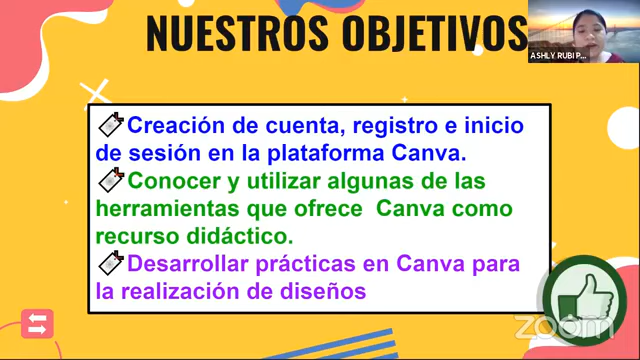 NUESTROS OBJETIVOS
ASHLY RUBI P...
Creación de cuenta, registro e inicio
de sesión en la plataforma Canva.
Conocer y utilizar algunas de las
herramientas que ofrece Canva como
recurso didáctico.
Desarrollar prácticas en Canva para
la realización de diseños
zoom